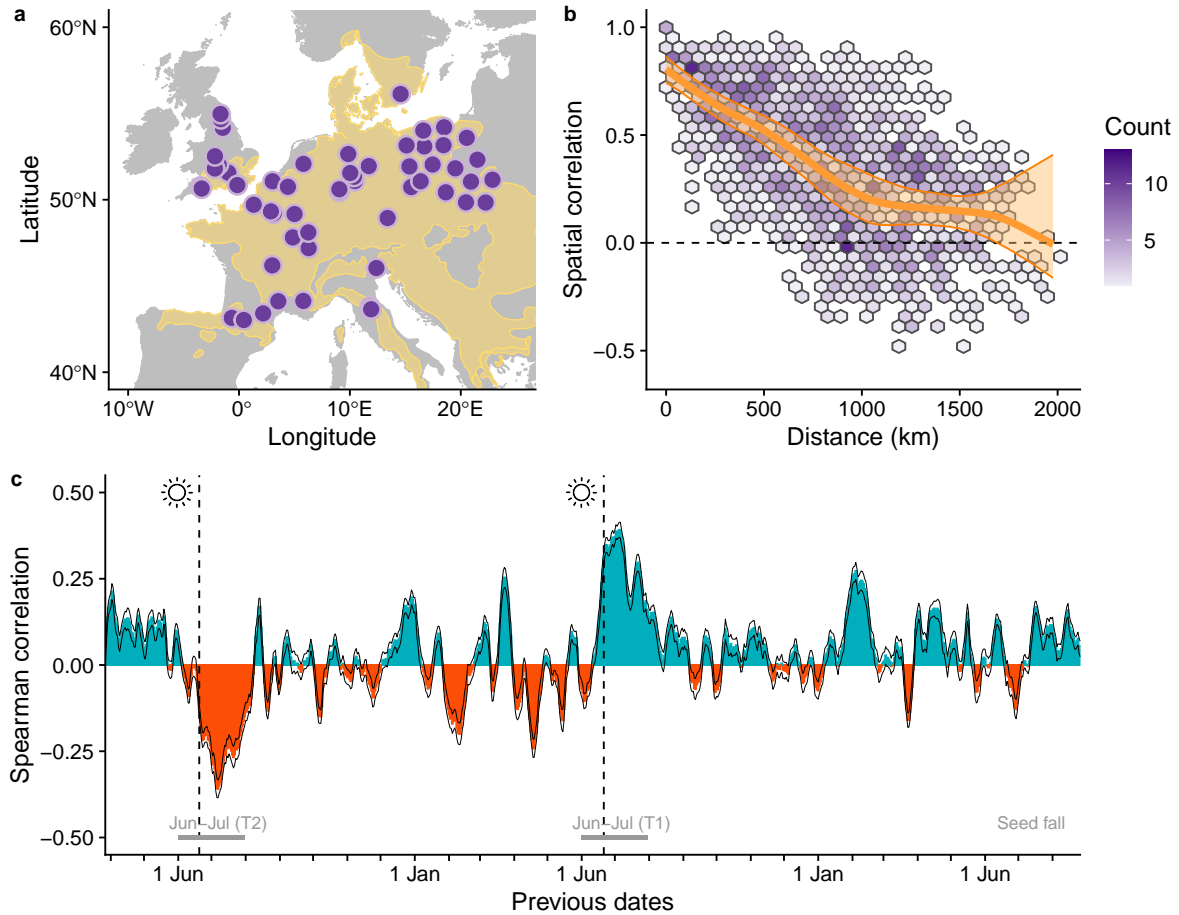 a
60°N
50°N
40°N
Latitude
10°W
0°
10°E
20°E
Longitude
b
1.0
0.5
0.0
−0.5
Spatial correlation
0
500
1000
1500
2000
Distance (km)
Count
10
5
c
0.50
0.25
0.00
−0.25
−0.50
Spearman correlation
Jun−Jul (T2)
Jun−Jul (T1)
Seed fall
1 Jun
1 Jan
1 Jun
1 Jan
1 Jun
Previous dates